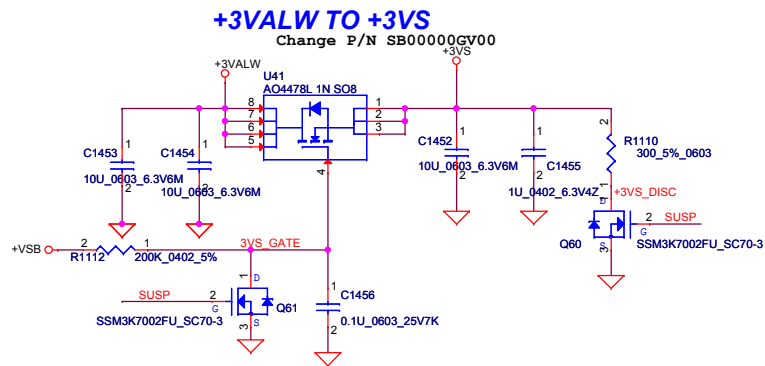 +3VALW TO +3VS
Change P/N SB00000GV00
+3VALW
+3VS
U41
AO4478L 1N SO8
8
7
6
5
1
2
3
4
C1453
10U_0603_6.3V6M
1
2
C1454
10U_0603_6.3V6M
1
2
C1452
10U_0603_6.3V6M
1
2
C1455
1U_0402_6.3V4Z
1
2
R1110
300_5%_0603
2
1
+3VS_DISC
D
Q60
G
S
2
3
SUSP
SSM3K7002FU_SC70-3
+VSB
2
1
R1112
200K_0402_5%
3VS_GATE
SUSP
2
G
1
D
3
S
Q61
SSM3K7002FU_SC70-3
1
C1456
0.1U_0603_25V7K
2